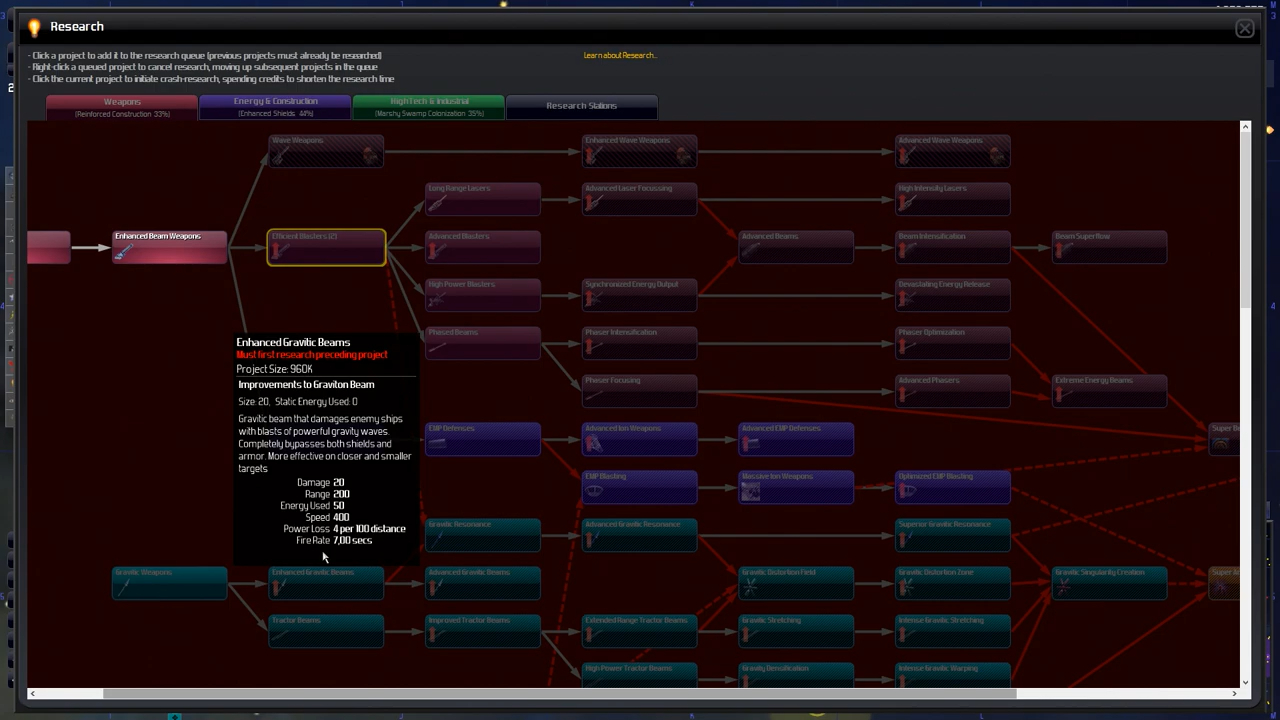 Research
- Click a project to add it to the research queue (previous projects must already be researched)
Learn about Research...
- Right-click a queued project to cancel research, moving up subsequent projects in the queue
- Click the current project to initiate crash-research, spending credits to shorten the research time
Weapons
(Reinforced Construction 33%)
Energy & Construction
(Enhanced Shields 44%)
HighTech & Industrial
(Marshy Swamp Colonization 35%)
Research Stations
Wave Weapons
Enhanced Wave Weapons
Advanced Wave Weapons
Long Range Lasers
Advanced Laser Focussing
High Intensity Lasers
Enhanced Beam Weapons
Efficient Blasters (2)
Advanced Blasters
Advanced Beams
Beam Intensification
Beam Superflow
High Power Blasters
Synchronized Energy Output
Devastating Energy Release
Phased Beams
Phaser Intensification
Phaser Optimization
Phaser Focusing
Advanced Phasers
Extreme Energy Beams
EMP Defenses
Advanced Ion Weapons
Advanced EMP Defenses
Super Be
EMP Blasting
Massive Ion Weapons
Optimized EMP Blasting
Gravitic Resonance
Advanced Gravitic Resonance
Superior Gravitic Resonance
Gravitic Weapons
Enhanced Gravitic Beams
Advanced Gravitic Beams
Gravitic Distortion Field
Gravitic Distortion Zone
Gravitic Singularity Creation
Tractor Beams
Improved Tractor Beams
Extended Range Tractor Beams
Gravitic Stretching
Intense Gravitic Stretching
High Power Tractor Beams
Gravity Densification
Intense Gravitic Warping
Enhanced Gravitic Beams
Must first research preceding project
Project Size: 960K
Improvements to Graviton Beam
Size: 20, Static Energy Used: 0
Gravitic beam that damages enemy ships
with blasts of powerful gravity waves.
Completely bypasses both shields and
armor. More effective on closer and smaller
targets
Damage 20
Range 200
Energy Used 50
Speed 400
Power Loss 4 per 100 distance
Fire Rate 7,00 secs